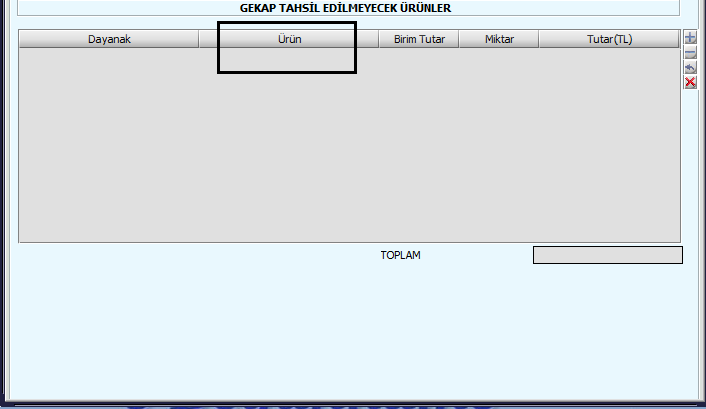 GEKAP TAHSİL EDİLMEYECEK ÜRÜNLER
Dayanak Ürün Birim Tutar Miktar Tutar(TL)
TOPLAM